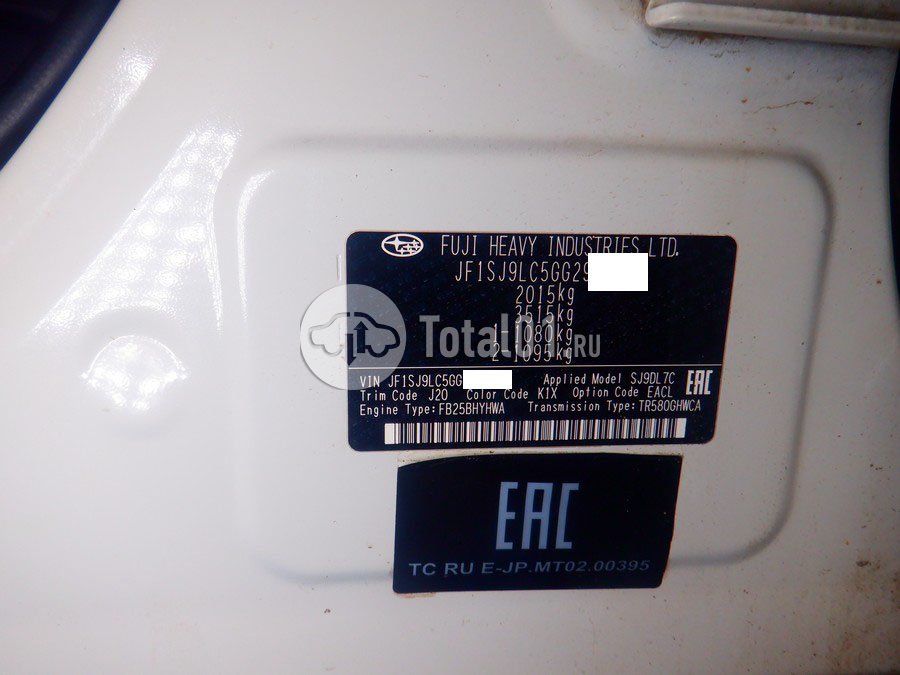 FUJI HEAVY INDUSTRIES LTD.
JF1SJ9LC5GG29
2015kg
3515kg
1-1080kg
2-1095kg
Total01.RU
VIN JF1SJ9LC5GG Applied Model SJ9DL7C
Trim Code J20 Color Code K1X Option Code EACL
EAC
Engine Type:FB25BHYHWA Transmission Type:TR580GHWCA
EAC
TC RU E-JP.MT02.00395